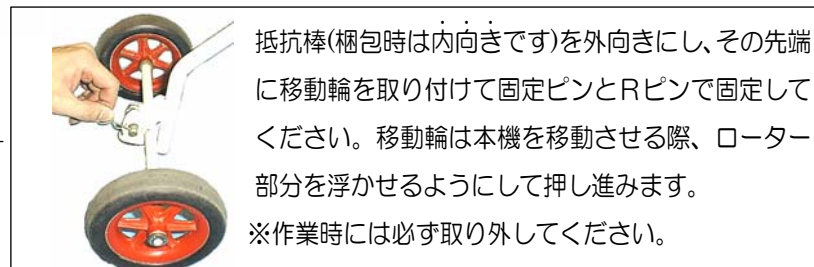 抵抗棒(梱包時は内向きです)を外向きにし、その先端
に移動輪を取り付けて固定ピンとRピンで固定して
ください。移動輪は本機を移動させる際、ローター
部分を浮かせるようにして押し進みます。
※作業時には必ず取り外してください。